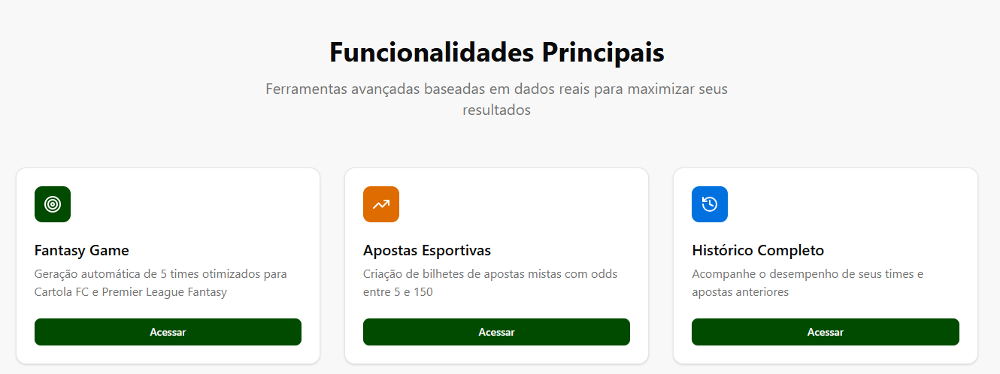 Funcionalidades Principais
Ferramentas avançadas baseadas em dados reais para maximizar seus
resultados
Fantasy Game
Geração automática de 5 times otimizados para
Cartola FC e Premier League Fantasy
Acessar
Apostas Esportivas
Criação de bilhetes de apostas mistas com odds
entre 5 e 150
Acessar
Histórico Completo
Acompanhe o desempenho de seus times e
apostas anteriores
Acessar